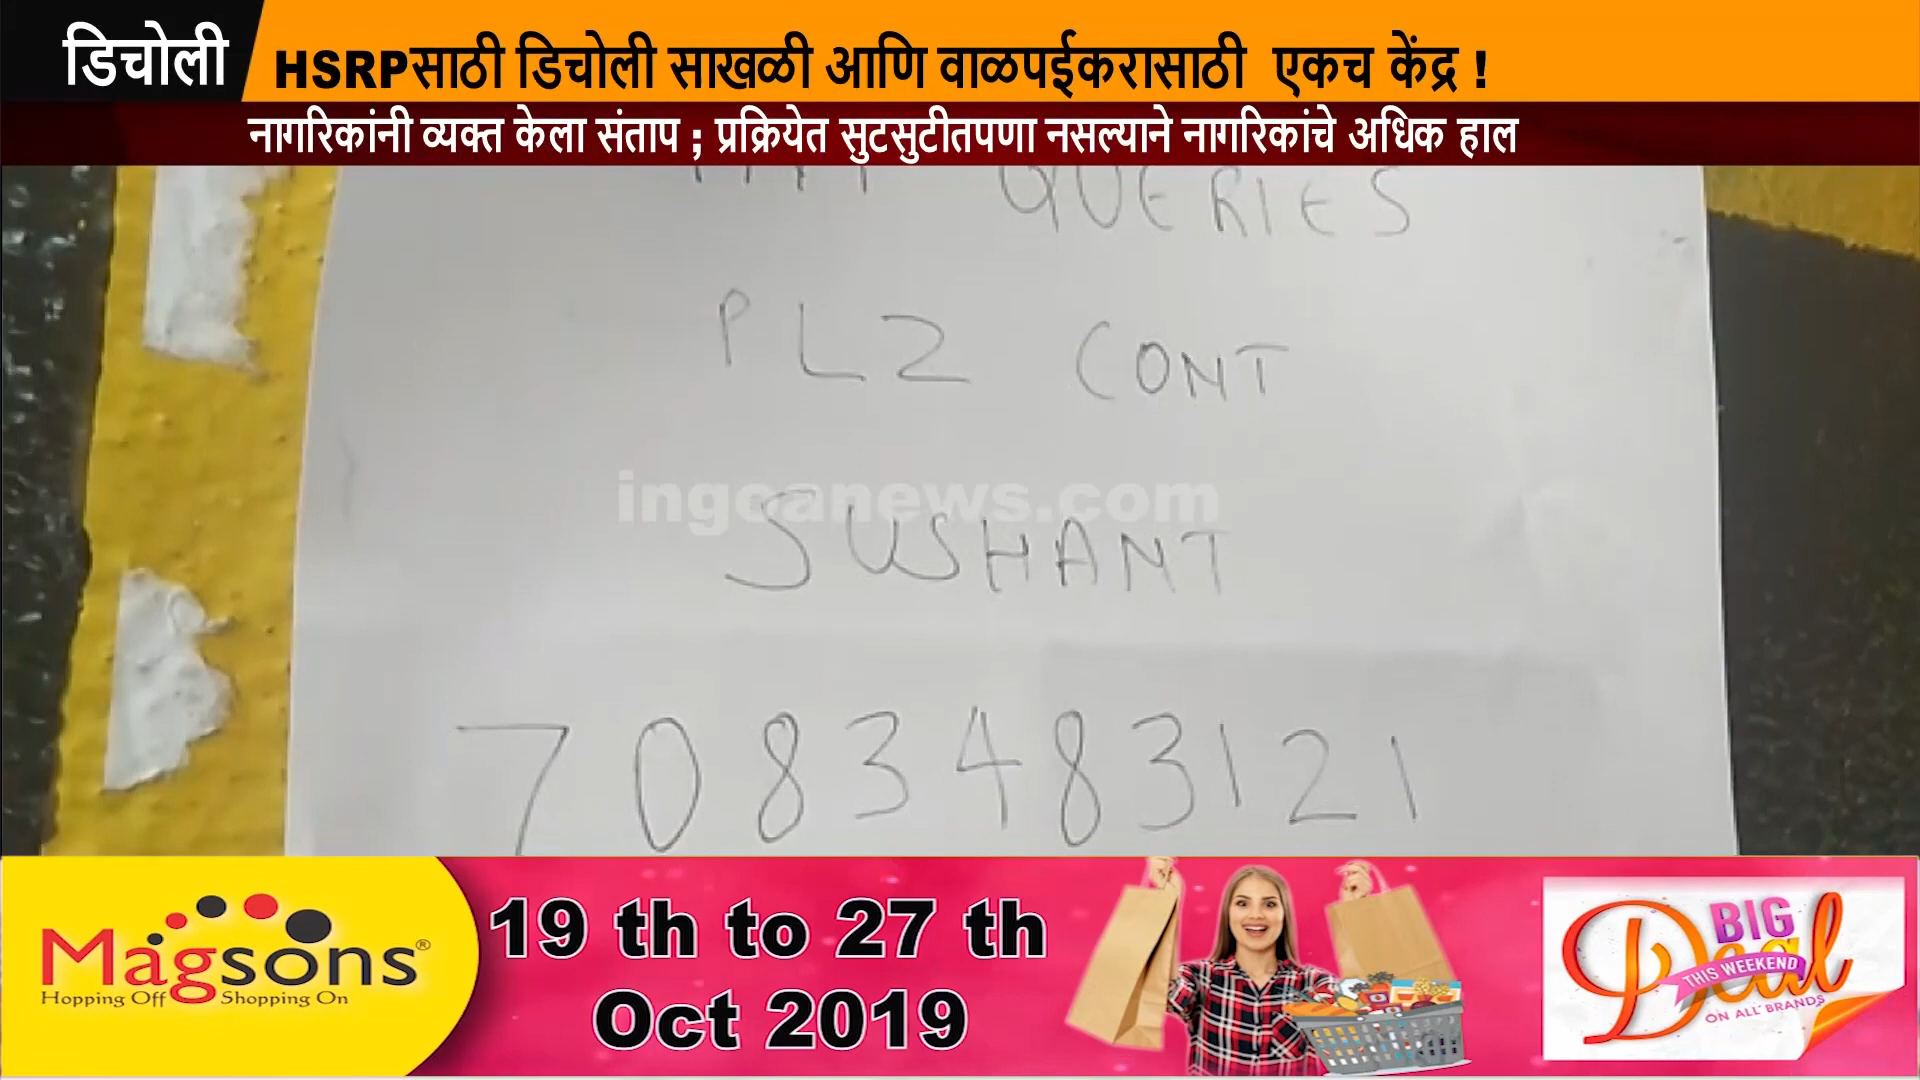 डिचोली
HSRPसाठी डिचोली साखळी आणि वाळपईकरासाठी एकच केंद्र !
नागरिकांनी व्यक्त केला संताप ; प्रक्रियेत सुटसुटीतपणा नसल्याने नागरिकांचे अधिक हाल
QUERIES
PLZ CONT
ingoanews.com
SUSHANT
7083483121
Magsons®
Hopping Off Shopping On
19 th to 27 th
Oct 2019
BIG
Deal
THIS WEEKEND
ON ALL BRANDS